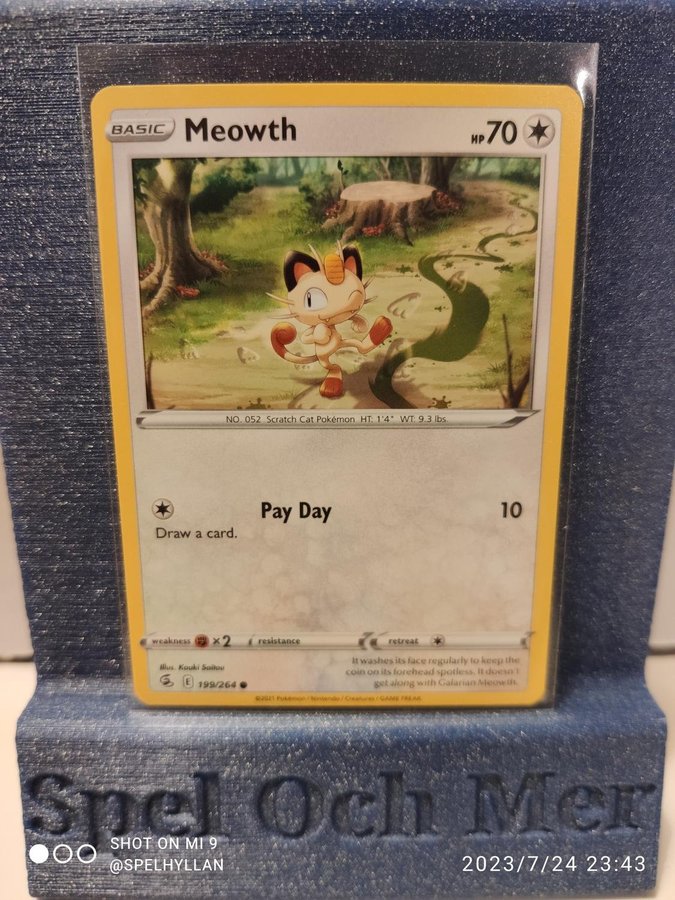 BASIC Meowth HP 70
NO. 052 Scratch Cat Pokémon HT: 1'4" WT: 9.3 lbs.
Pay Day 10
Draw a card.
weakness ×2 resistance retreat
Illus. Kouki Saitou
It washes its face regularly to keep the
coin on its forehead spotless. It doesn't
get along with Galarian Meowth.
E 199/264
©2021 Pokémon / Nintendo / Creatures / GAME FREAK
Spel Och Mer
SHOT ON MI 9
@SPELHYLLAN
2023/7/24 23:43